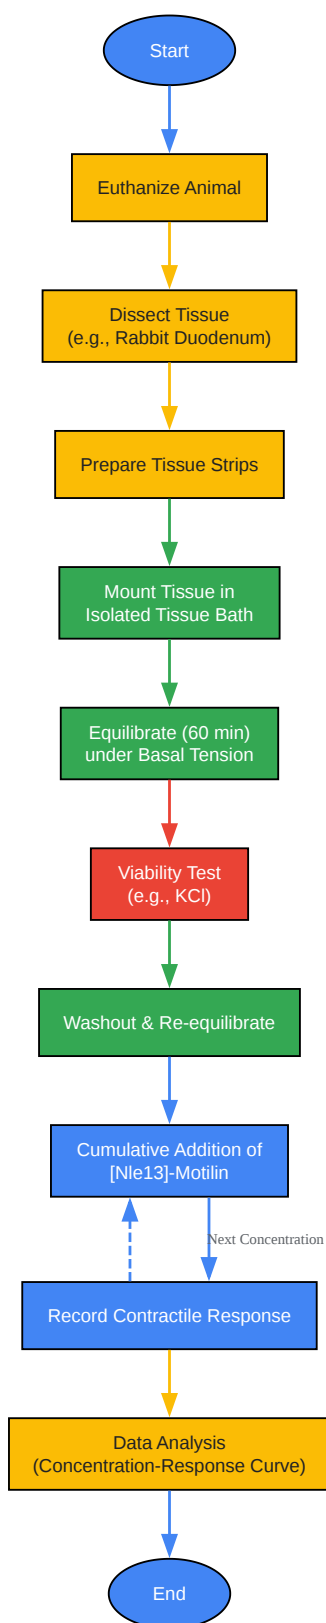 Start
Euthanize Animal
Dissect Tissue
(e.g., Rabbit Duodenum)
Prepare Tissue Strips
Mount Tissue in
Isolated Tissue Bath
Equilibrate (60 min)
under Basal Tension
Viability Test
(e.g., KCl)
Washout & Re-equilibrate
Cumulative Addition of
[Nle13]-Motilin
Next Concentration
Record Contractile Response
Data Analysis
(Concentration-Response Curve)
End